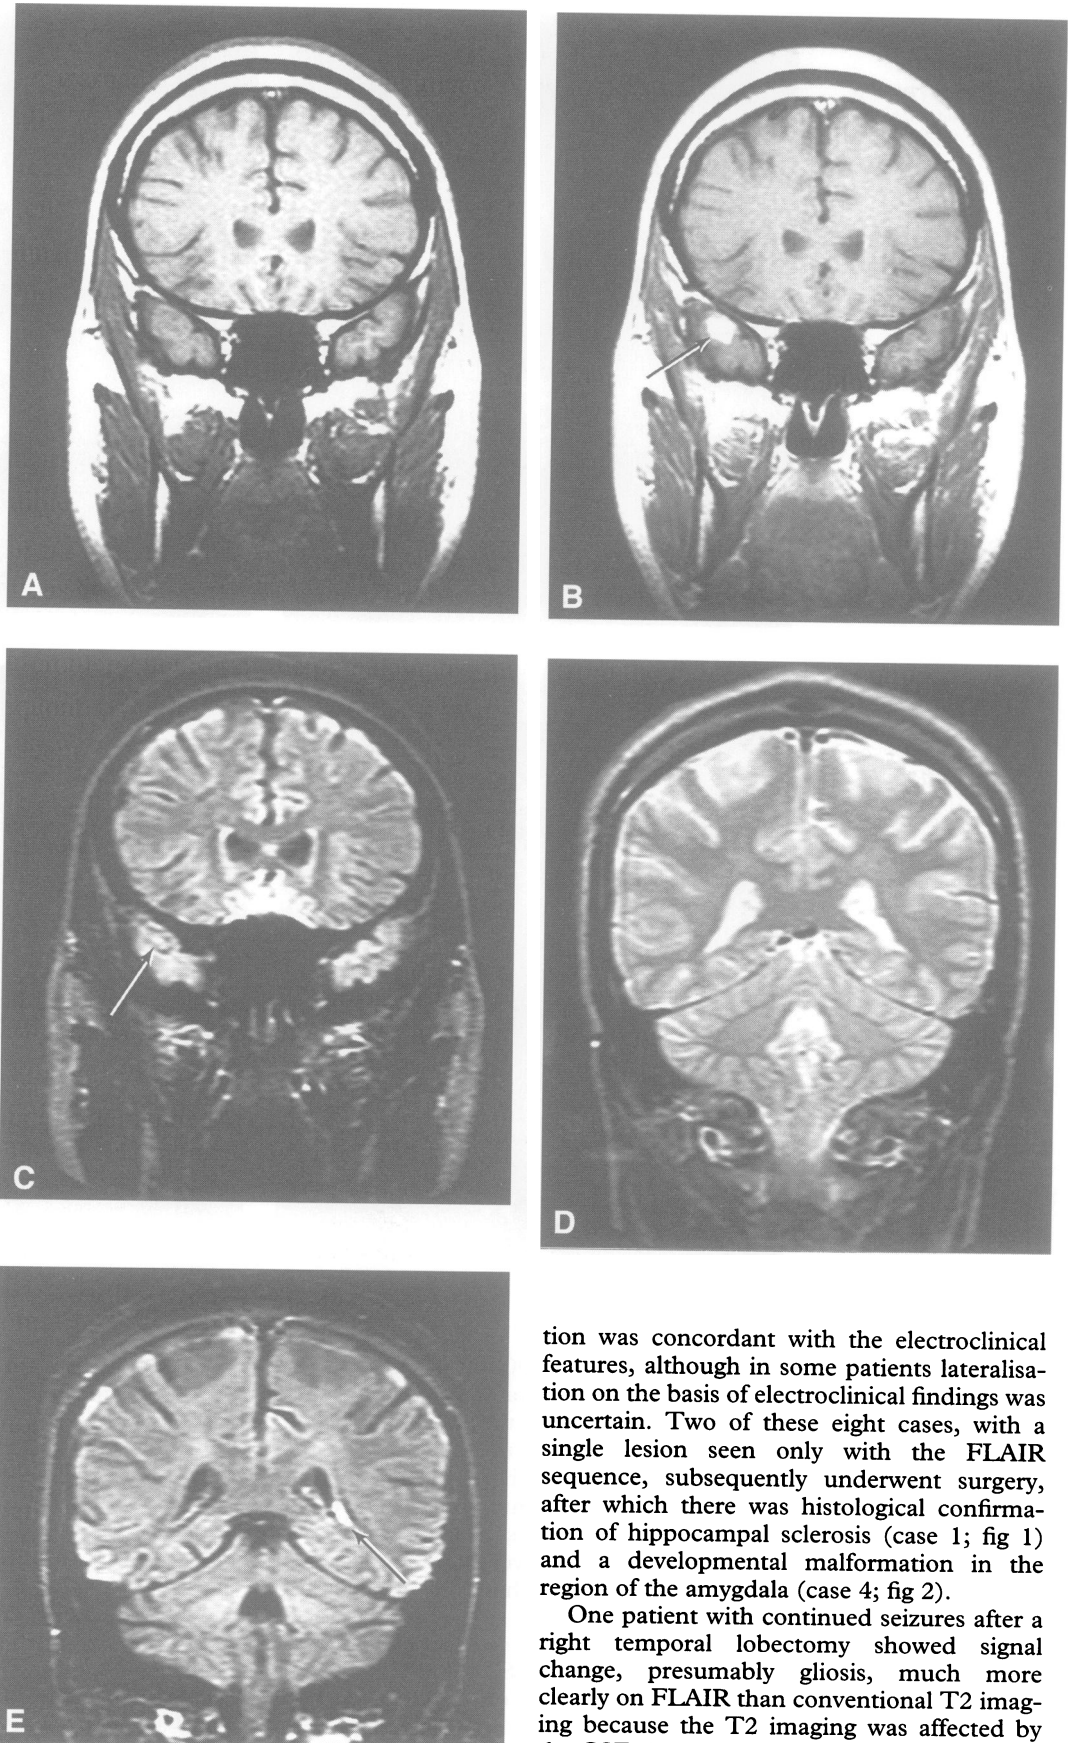 A
B
C
D
E
tion was concordant with the electroclinical
features, although in some patients lateralisa-
tion on the basis of electroclinical findings was
uncertain. Two of these eight cases, with a
single lesion seen only with the FLAIR
sequence, subsequently underwent surgery,
after which there was histological confirma-
tion of hippocampal sclerosis (case 1; fig 1)
and a developmental malformation in the
region of the amygdala (case 4; fig 2).
One patient with continued seizures after a
right temporal lobectomy showed signal
change, presumably gliosis, much more
clearly on FLAIR than conventional T2 imag-
ing because the T2 imaging was affected by